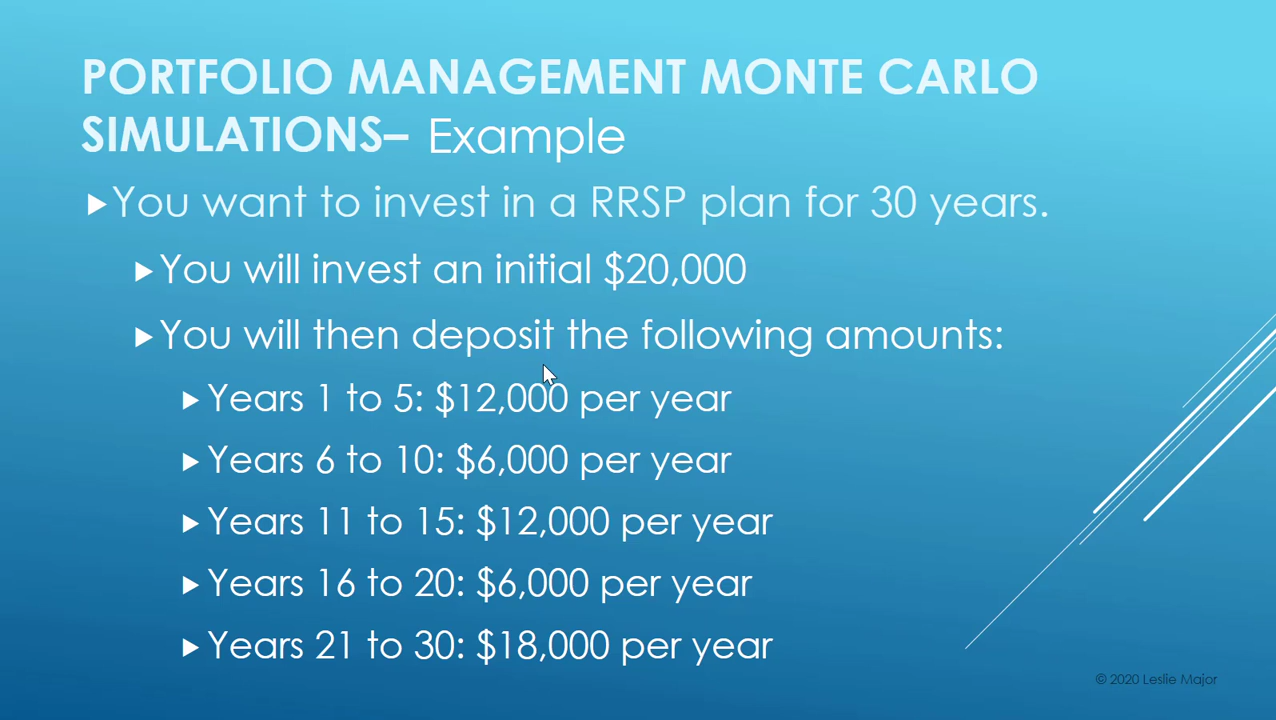 PORTFOLIO MANAGEMENT MONTE CARLO
SIMULATIONS– Example
You want to invest in a RRSP plan for 30 years.
You will invest an initial $20,000
You will then deposit the following amounts:
Years 1 to 5: $12,000 per year
Years 6 to 10: $6,000 per year
Years 11 to 15: $12,000 per year
Years 16 to 20: $6,000 per year
Years 21 to 30: $18,000 per year
© 2020 Leslie Major